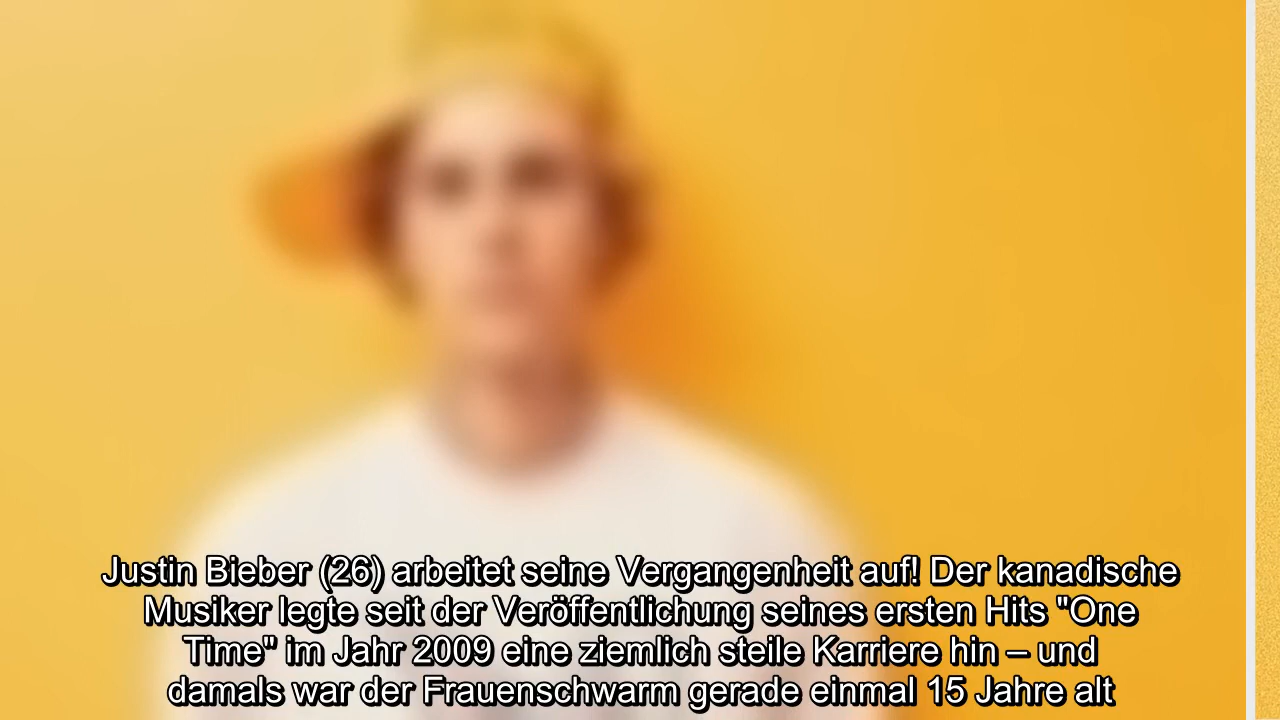 Justin Bieber (26) arbeitet seine Vergangenheit auf! Der kanadische
Musiker legte seit der Veröffentlichung seines ersten Hits "One
Time" im Jahr 2009 eine ziemlich steile Karriere hin – und
damals war der Frauenschwarm gerade einmal 15 Jahre alt